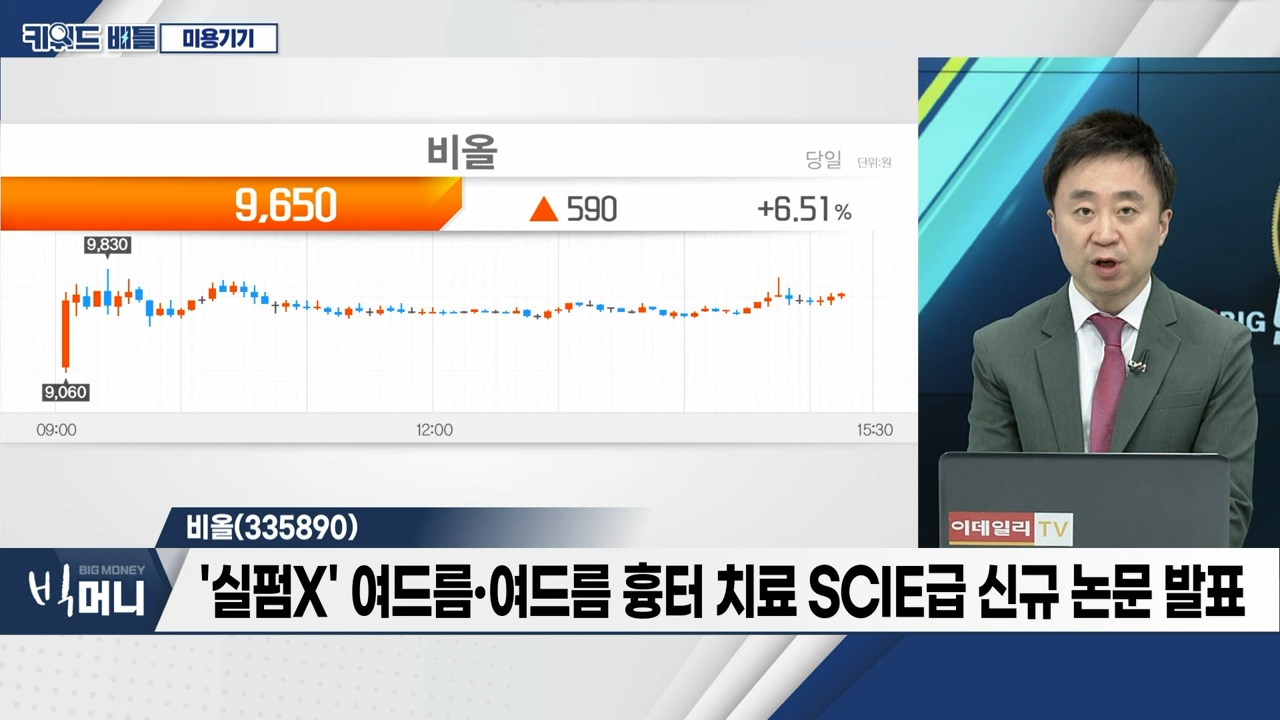 키워드 배틀 미용기기
비올
당일 단위:원
9,650 ▲ 590 +6.51%
9,830
9,060
09:00 12:00 15:30
BIG
이데일리 TV
비올(335890)
BIG MONEY
빅머니
'실펌X' 여드름·여드름 흉터 치료 SCIE급 신규 논문 발표